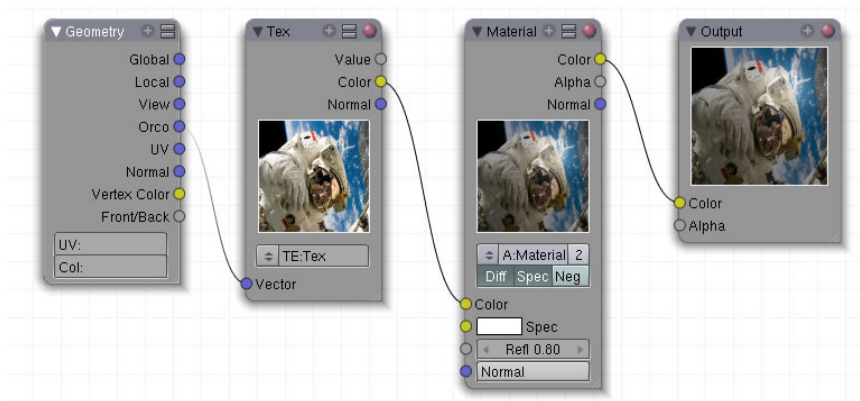 Geometry
Global
Local
View
Orco
UV
Normal
Vertex Color
Front/Back
UV:
Col:
Tex
Value
Color
Normal
TE:Tex
Vector
Material
Color
Alpha
Normal
A:Material 2
Diff Spec Neg
Color
Spec
Refl 0.80
Normal
Output
Color
Alpha